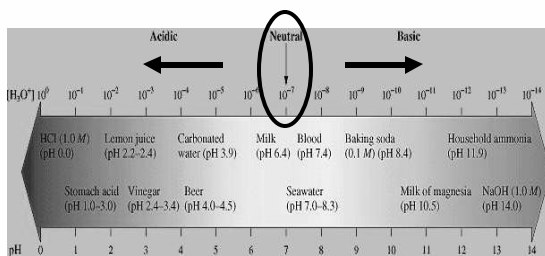 Acidic Neutral Basic
[H₃O⁺] 10⁰ 10⁻¹ 10⁻² 10⁻³ 10⁻⁴ 10⁻⁵ 10⁻⁶ 10⁻⁷ 10⁻⁸ 10⁻⁹ 10⁻¹⁰ 10⁻¹¹ 10⁻¹² 10⁻¹³ 10⁻¹⁴
HCl (1.0 M) Lemon juice Carbonated Milk Blood Baking soda Household ammonia
(pH 0.0) (pH 2.2–2.4) water (pH 3.9) (pH 6.4) (pH 7.4) (0.1 M) (pH 8.4) (pH 11.9)
Stomach acid Vinegar Beer Seawater Milk of magnesia NaOH (1.0 M)
(pH 1.0–3.0) (pH 2.4–3.4) (pH 4.0–4.5) (pH 7.0–8.3) (pH 10.5) (pH 14.0)
pH 0 1 2 3 4 5 6 7 8 9 10 11 12 13 14